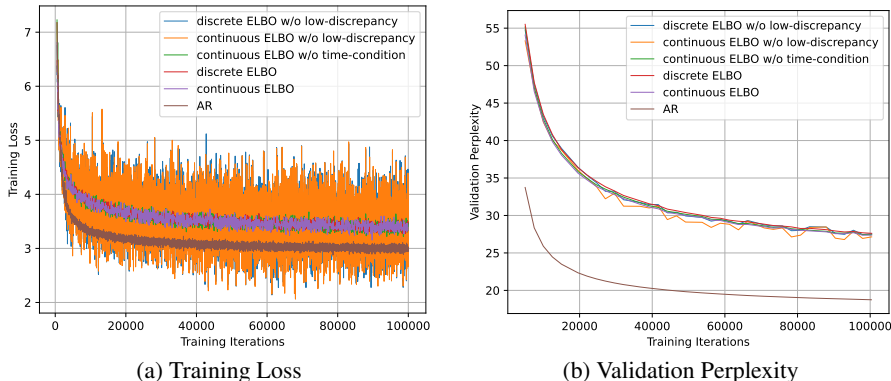 discrete ELBO w/o low-discrepancy
continuous ELBO w/o low-discrepancy
continuous ELBO w/o time-condition
discrete ELBO
continuous ELBO
AR
7
6
5
4
3
2
Training Loss
0
20000
40000
60000
80000
100000
Training Iterations
(a) Training Loss
discrete ELBO w/o low-discrepancy
continuous ELBO w/o low-discrepancy
continuous ELBO w/o time-condition
discrete ELBO
continuous ELBO
AR
55
50
45
40
35
30
25
20
Validation Perplexity
20000
40000
60000
80000
100000
Training Iterations
(b) Validation Perplexity